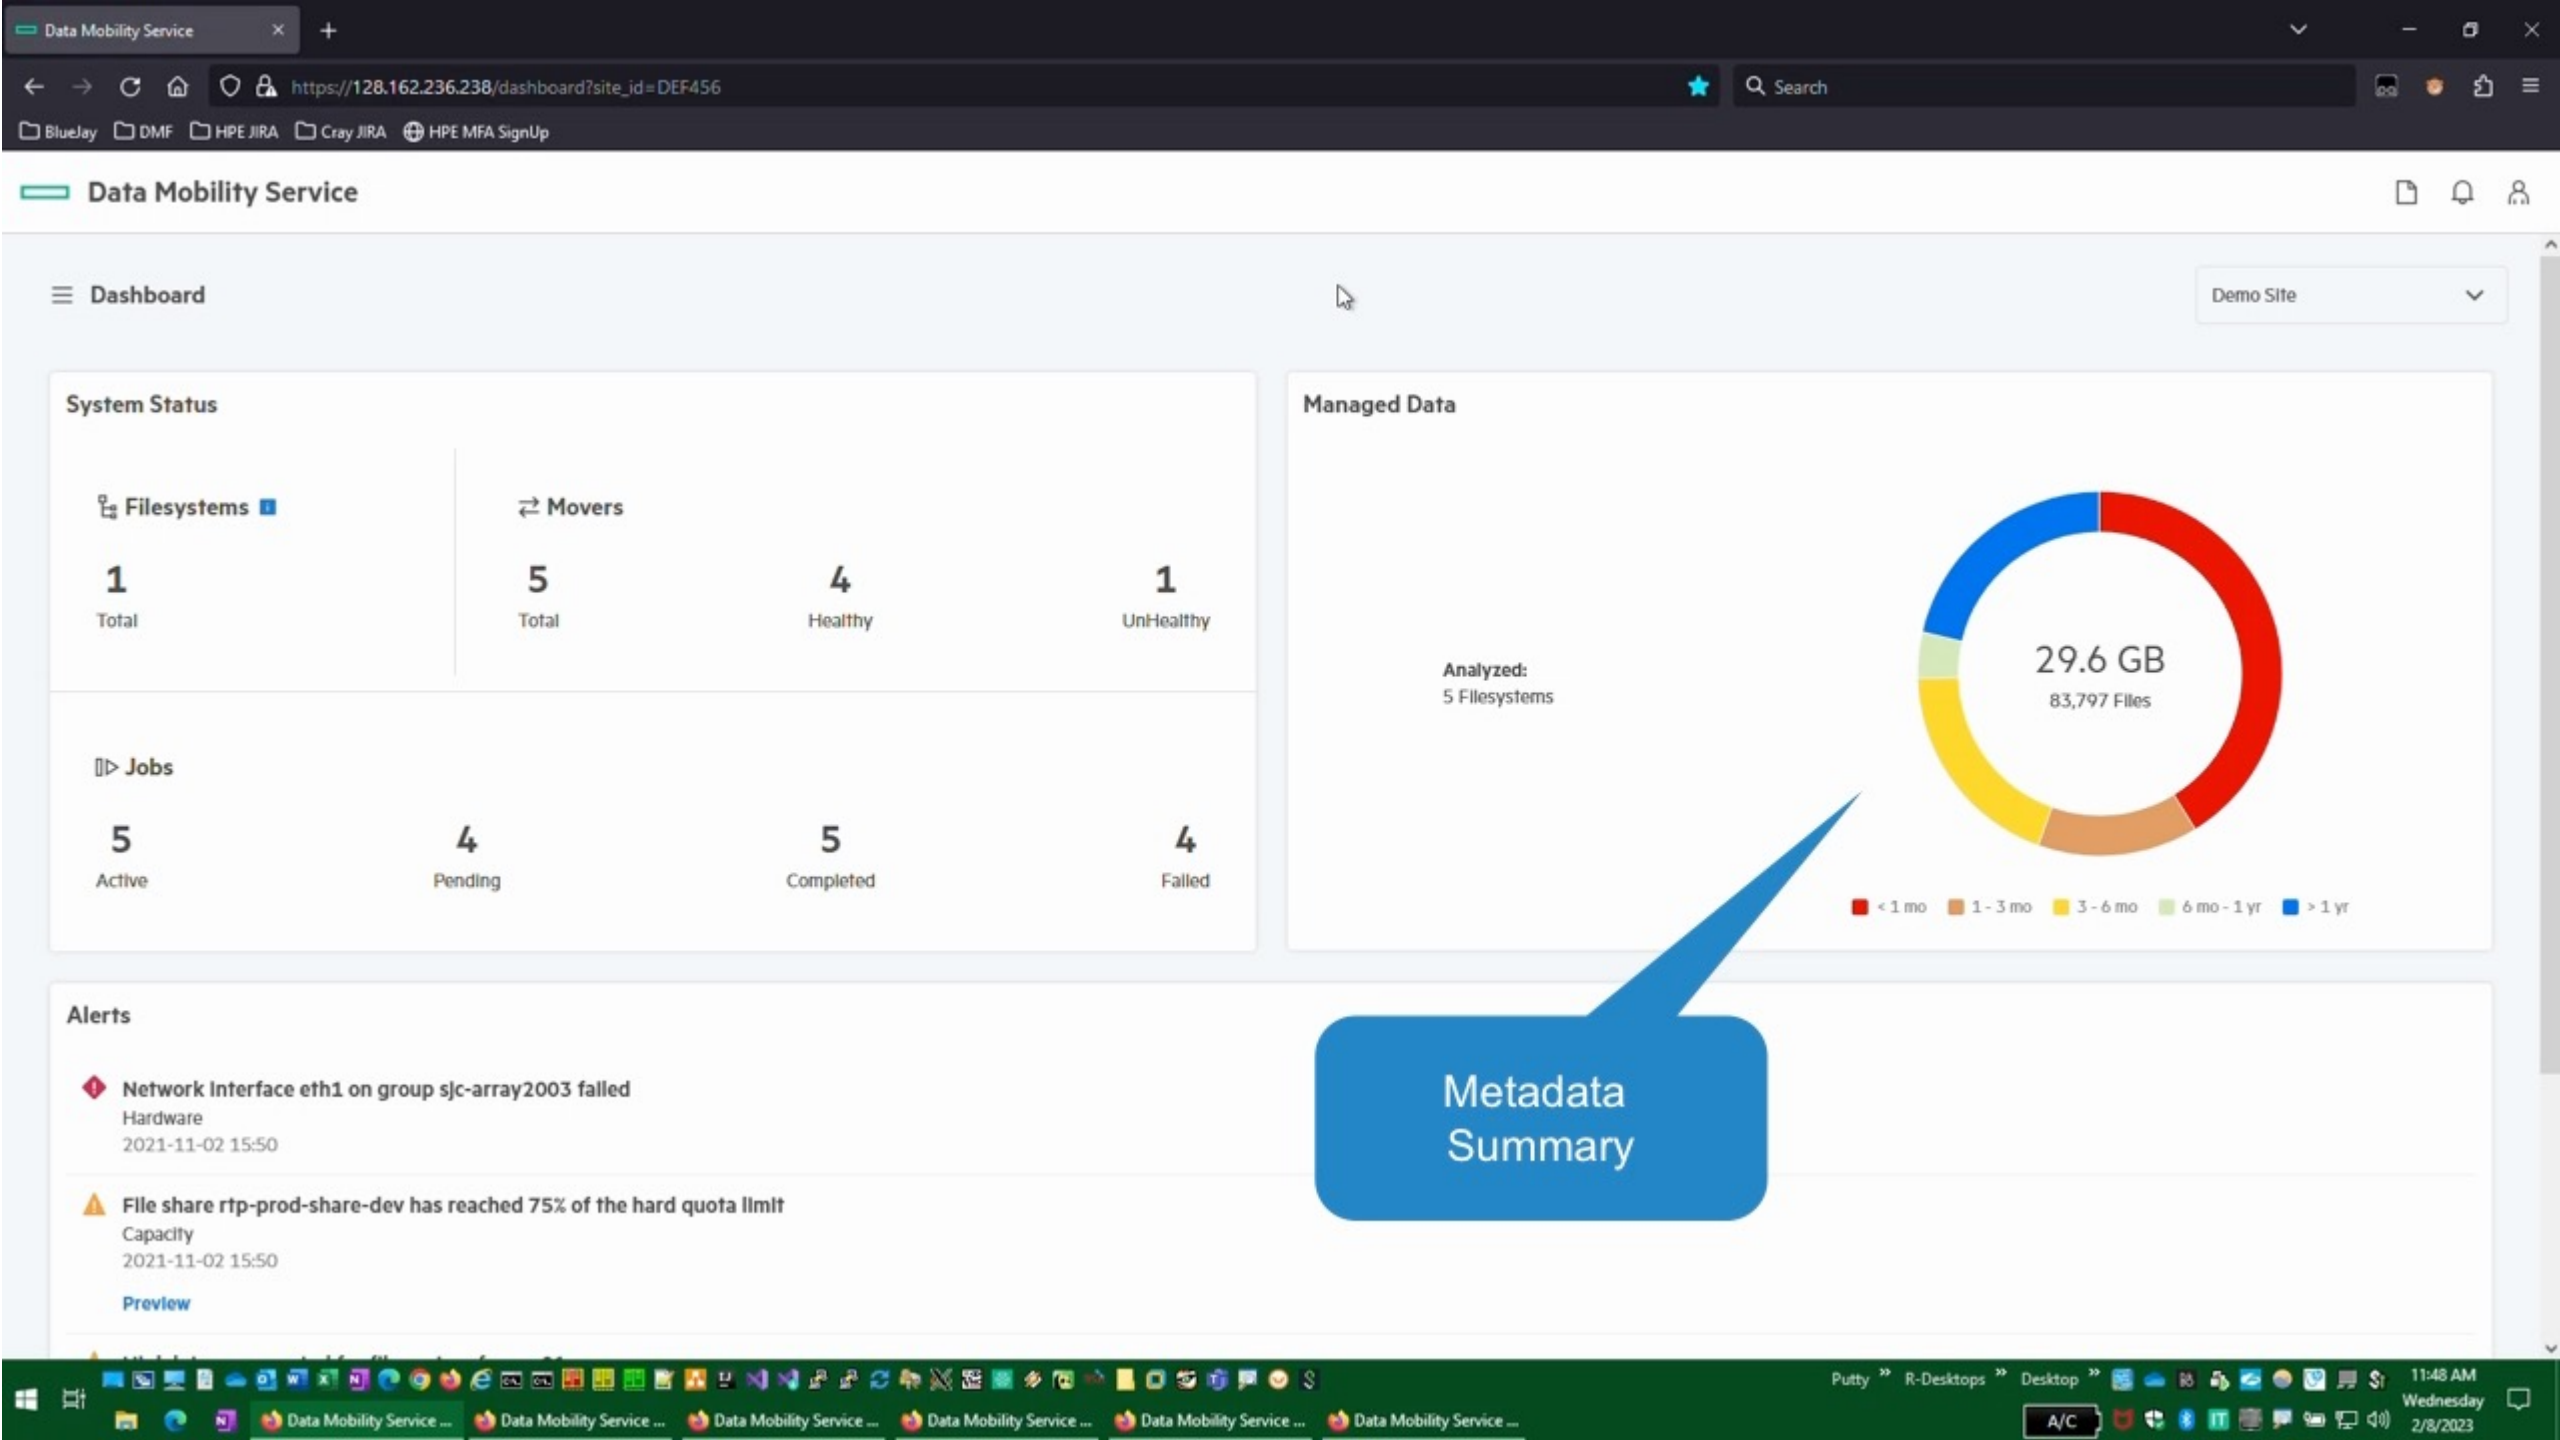 Data Mobility Service
https://128.162.236.238/dashboard?site_id=DEF456
Search
BlueJay DMF HPE JIRA Cray JIRA HPE MFA SignUp
Data Mobility Service
Dashboard
Demo Site
System Status
Filesystems
1
Total
Movers
5 4 1
Total Healthy UnHealthy
Jobs
5 4 5 4
Active Pending Completed Failed
Managed Data
Analyzed:
5 Filesystems
29.6 GB
83,797 Files
< 1 mo 1 - 3 mo 3 - 6 mo 6 mo - 1 yr > 1 yr
Metadata
Summary
Alerts
Network Interface eth1 on group sjc-array2003 failed
Hardware
2021-11-02 15:50
File share rtp-prod-share-dev has reached 75% of the hard quota limit
Capacity
2021-11-02 15:50
Preview
Putty R-Desktops Desktop
11:48 AM
Wednesday
2/8/2023
A/C
Data Mobility Service ... Data Mobility Service ... Data Mobility Service ... Data Mobility Service ... Data Mobility Service ... Data Mobility Service ...